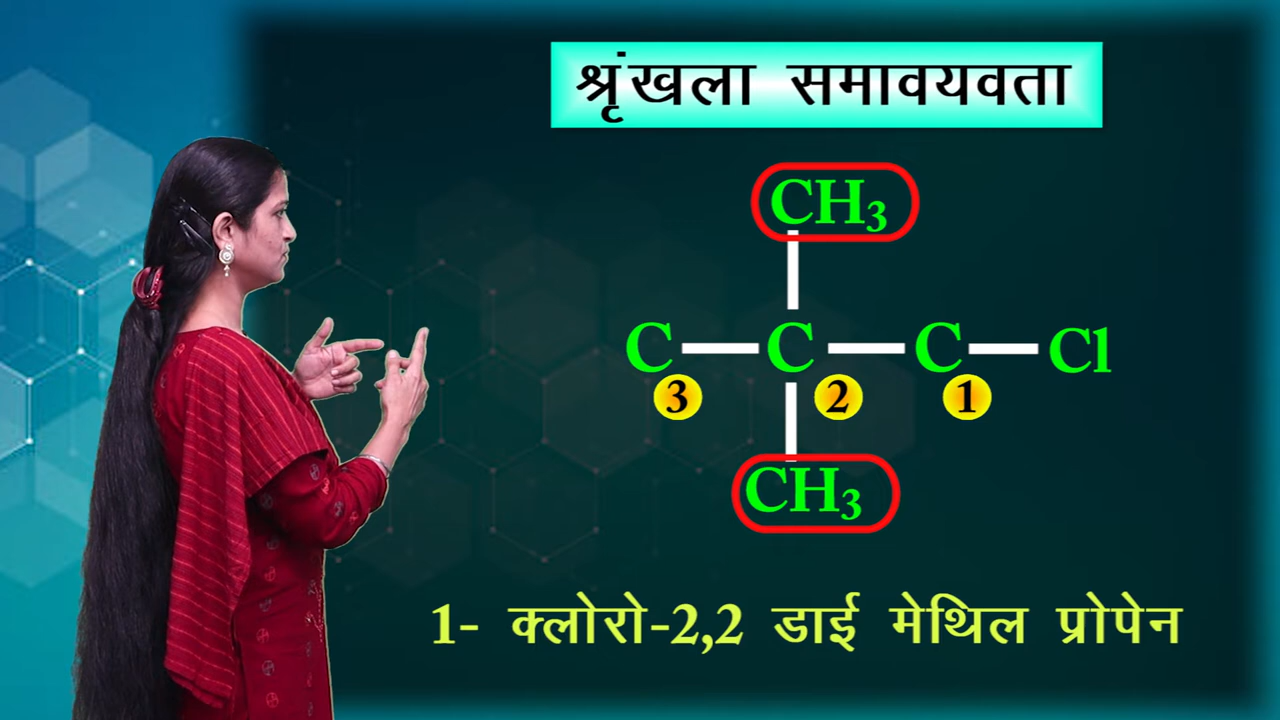 श्रृंखला समावयवता
CH₃
C C C Cl
3 2 1
CH₃
1- क्लोरो-2,2 डाई मेथिल प्रोपेन